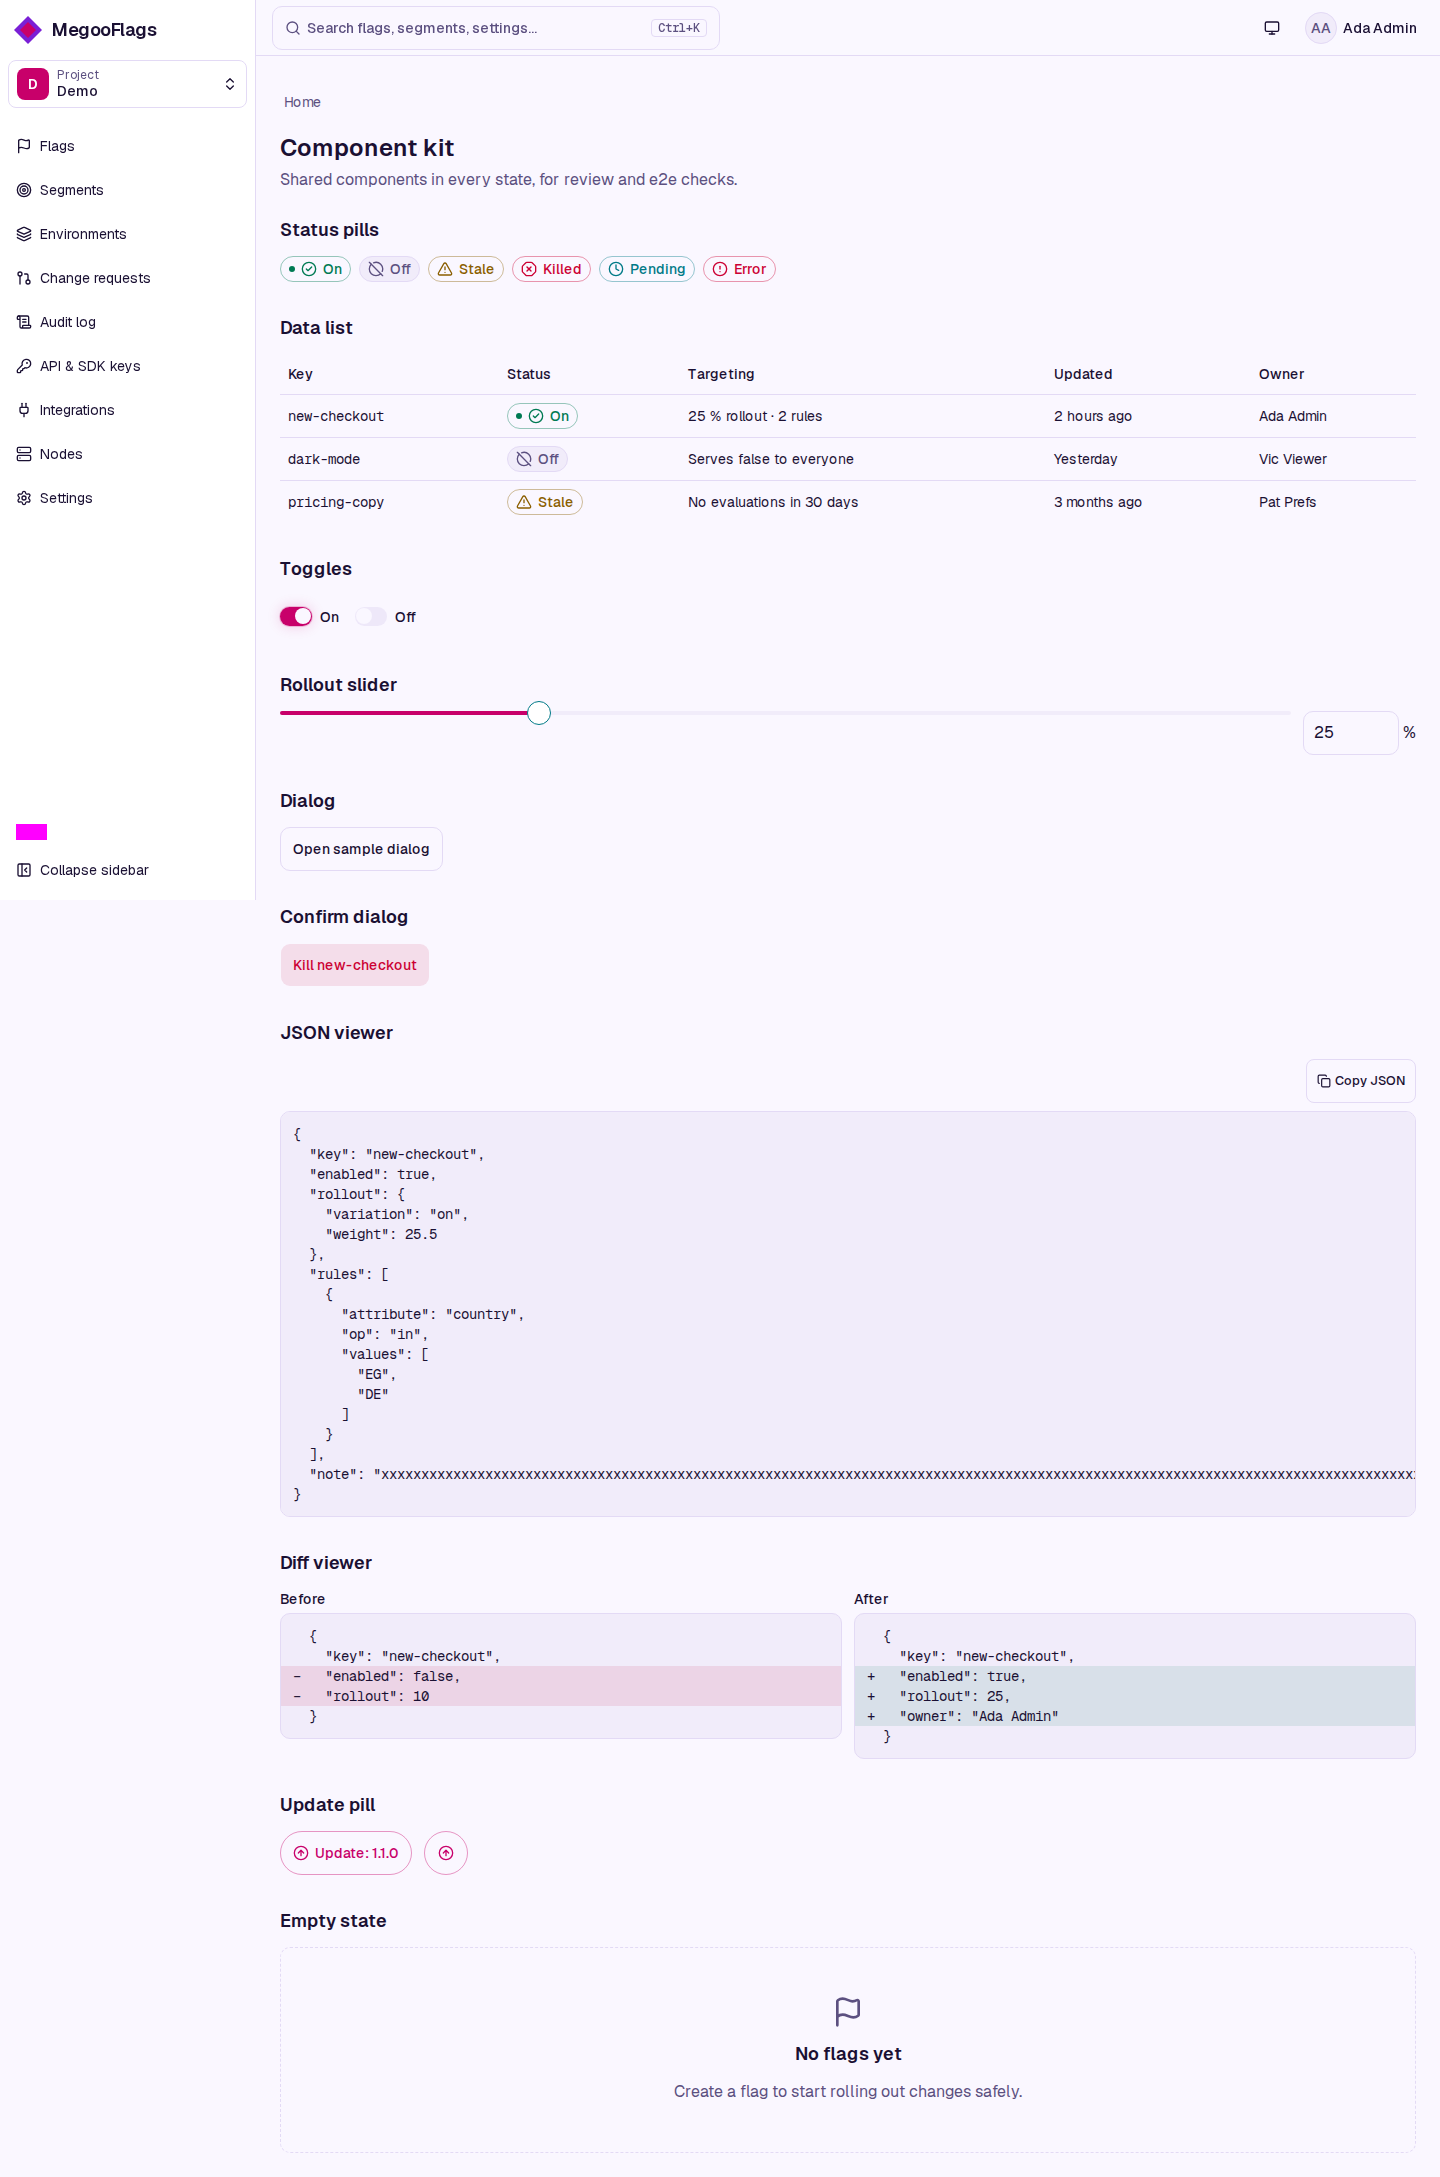 MegooFlags
Project
D
Demo
Flags
Segments
Environments
Change requests
Audit log
API & SDK keys
Integrations
Nodes
Settings
Collapse sidebar
Search flags, segments, settings...
Ctrl+K
AA
Ada Admin
Home
Component kit
Shared components in every state, for review and e2e checks.
Status pills
On Off Stale Killed Pending Error
Data list
Key Status Targeting Updated Owner
new-checkout On 25 % rollout · 2 rules 2 hours ago Ada Admin
dark-mode Off Serves false to everyone Yesterday Vic Viewer
pricing-copy Stale No evaluations in 30 days 3 months ago Pat Prefs
Toggles
On Off
Rollout slider
25 %
Dialog
Open sample dialog
Confirm dialog
Kill new-checkout
JSON viewer
Copy JSON
{
"key": "new-checkout",
"enabled": true,
"rollout": {
"variation": "on",
"weight": 25.5
},
"rules": [
{
"attribute": "country",
"op": "in",
"values": [
"EG",
"DE"
]
}
],
"note":
}
Diff viewer
Before
{
"key": "new-checkout",
- "enabled": false,
- "rollout": 10
}
After
{
"key": "new-checkout",
+ "enabled": true,
+ "rollout": 25,
+ "owner": "Ada Admin"
}
Update pill
Update: 1.1.0
Empty state
No flags yet
Create a flag to start rolling out changes safely.